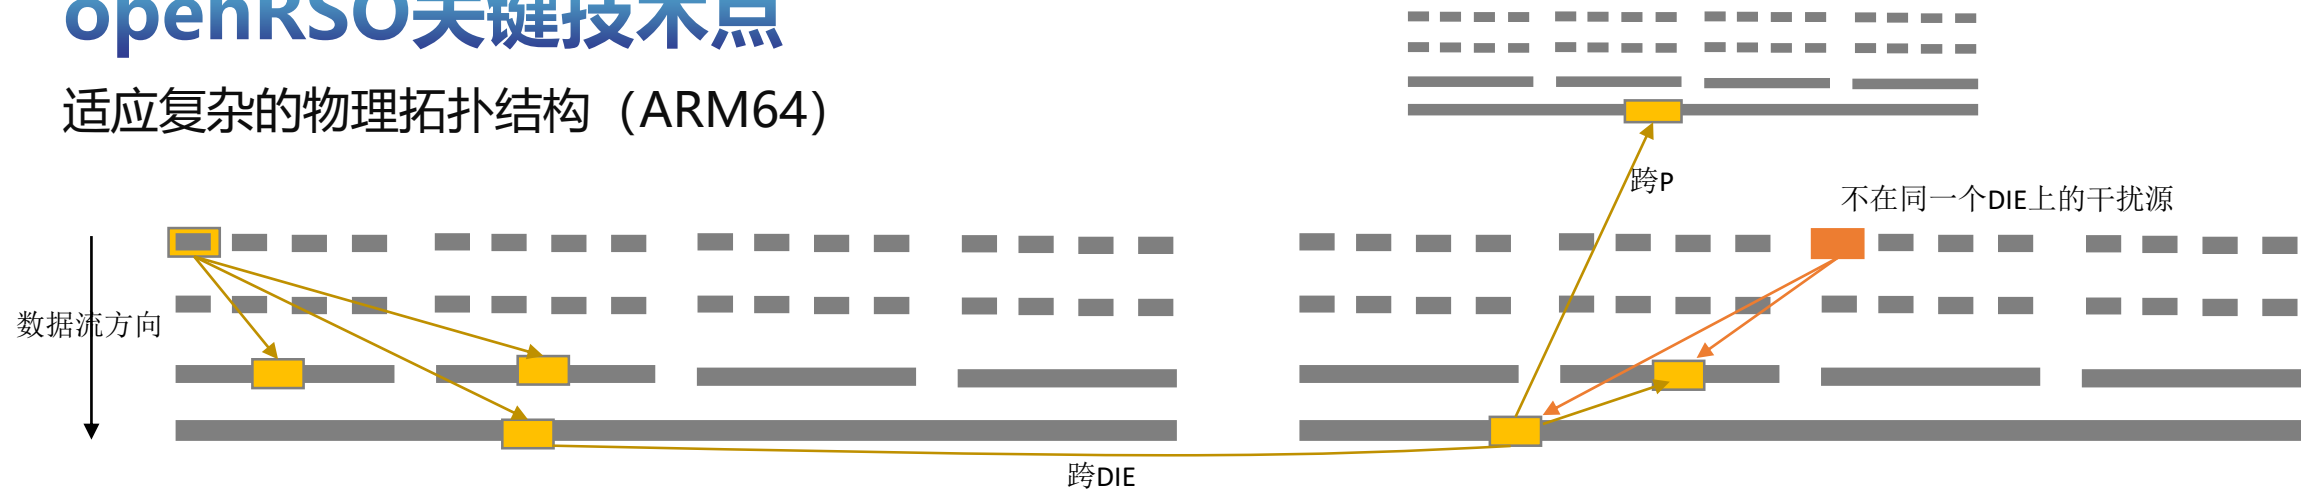 openRSO关键技术点
适应复杂的物理拓扑结构（ARM64）
跨P
不在同一个DIE上的干扰源
数据流方向
跨DIE